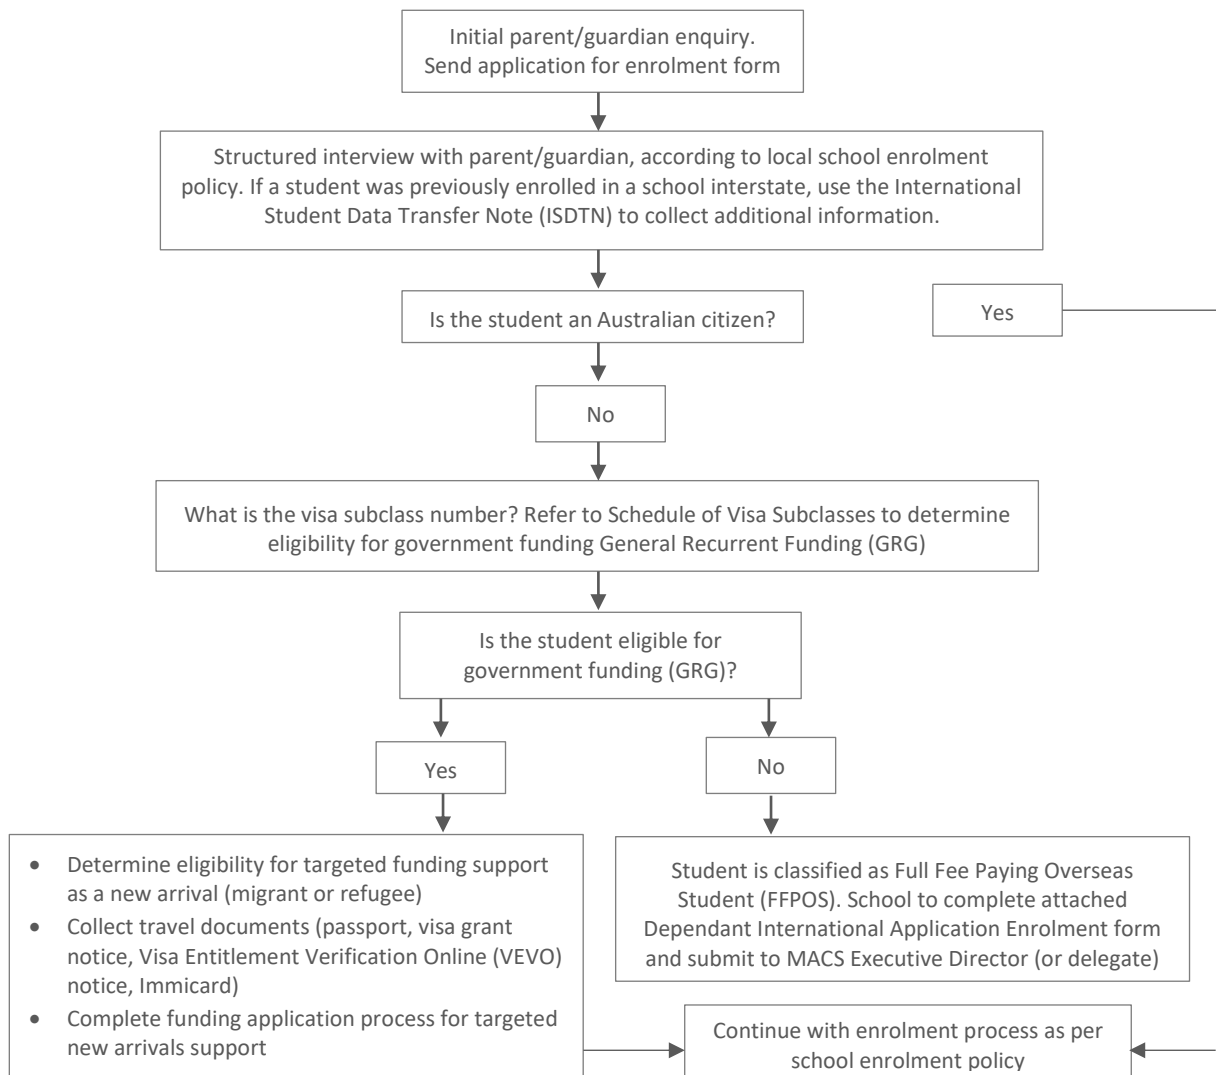 Initial parent/guardian enquiry.
Send application for enrolment form
Structured interview with parent/guardian, according to local school enrolment
policy. If a student was previously enrolled in a school interstate, use the International
Student Data Transfer Note (ISDTN) to collect additional information.
Is the student an Australian citizen?
Yes
No
What is the visa subclass number? Refer to Schedule of Visa Subclasses to determine
eligibility for government funding General Recurrent Funding (GRG)
Is the student eligible for
government funding (GRG)?
Yes
No
• Determine eligibility for targeted funding support
as a new arrival (migrant or refugee)
• Collect travel documents (passport, visa grant
notice, Visa Entitlement Verification Online (VEVO)
notice, Immicard)
• Complete funding application process for targeted
new arrivals support
Student is classified as Full Fee Paying Overseas
Student (FFPOS). School to complete attached
Dependant International Application Enrolment form
and submit to MACS Executive Director (or delegate)
Continue with enrolment process as per
school enrolment policy